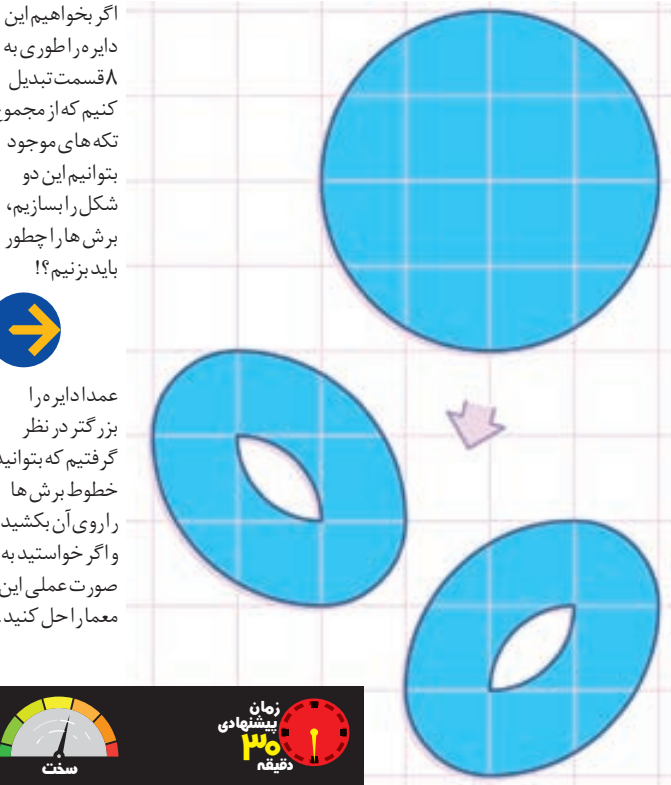 اگر بخواهیم این
دایره را طوری به
۸ قسمت تبدیل
کنیم که از مجموع
تکه های موجود
بتوانیم این دو
شکل را بسازیم،
برش ها را چطور
باید بزنیم؟!
عمدا دایره را
بزرگتر در نظر
گرفتیم که بتوانید
خطوط برش ها
را روی آن بکشید
و اگر خواستید به
صورت عملی این
معما را حل کنید.
زمان
پیشنهادی
۳۰
دقیقه
سخت